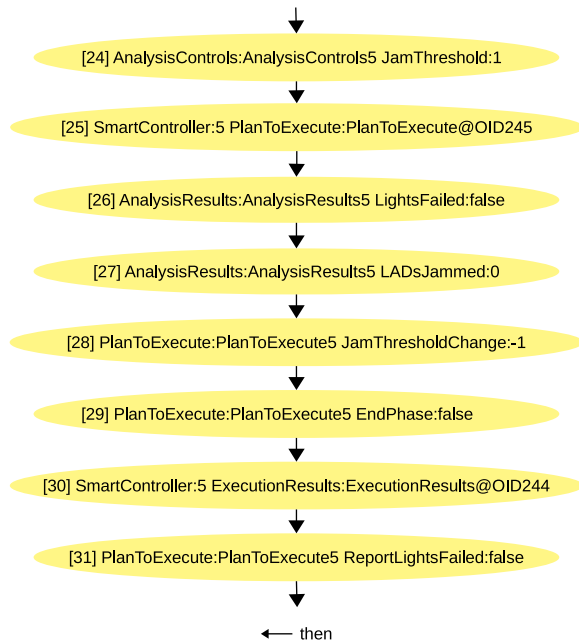 [24] AnalysisControls:AnalysisControls5 JamThreshold:1
[25] SmartController:5 PlanToExecute:PlanToExecute@OID245
[26] AnalysisResults:AnalysisResults5 LightsFailed:false
[27] AnalysisResults:AnalysisResults5 LADsJammed:0
[28] PlanToExecute:PlanToExecute5 JamThresholdChange:-1
[29] PlanToExecute:PlanToExecute5 EndPhase:false
[30] SmartController:5 ExecutionResults:ExecutionResults@OID244
[31] PlanToExecute:PlanToExecute5 ReportLightsFailed:false
then